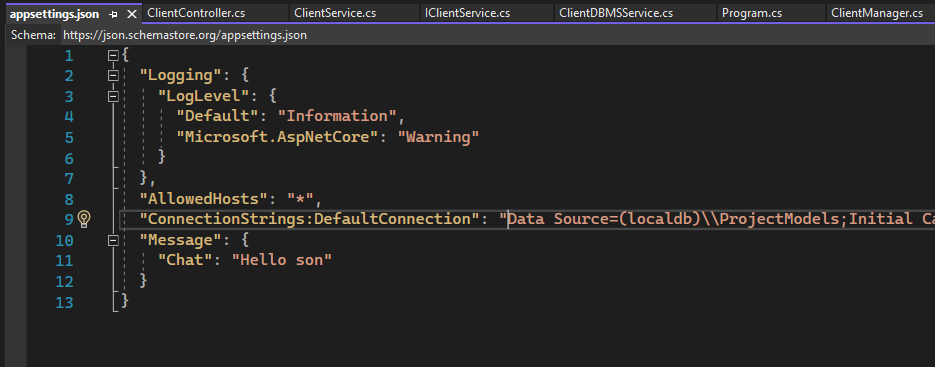 appsettings.json ClientController.cs ClientService.cs IClientService.cs ClientDBMSService.cs Program.cs ClientManager.cs
Schema: https://json.schemastore.org/appsettings.json
1 {
2 "Logging": {
3 "LogLevel": {
4 "Default": "Information",
5 "Microsoft.AspNetCore": "Warning"
6 }
7 },
8 "AllowedHosts": "*",
9 "ConnectionStrings:DefaultConnection": "Data Source=(localdb)\\ProjectModels;Initial Ca
10 "Message": {
11 "Chat": "Hello son"
12 }
13 }